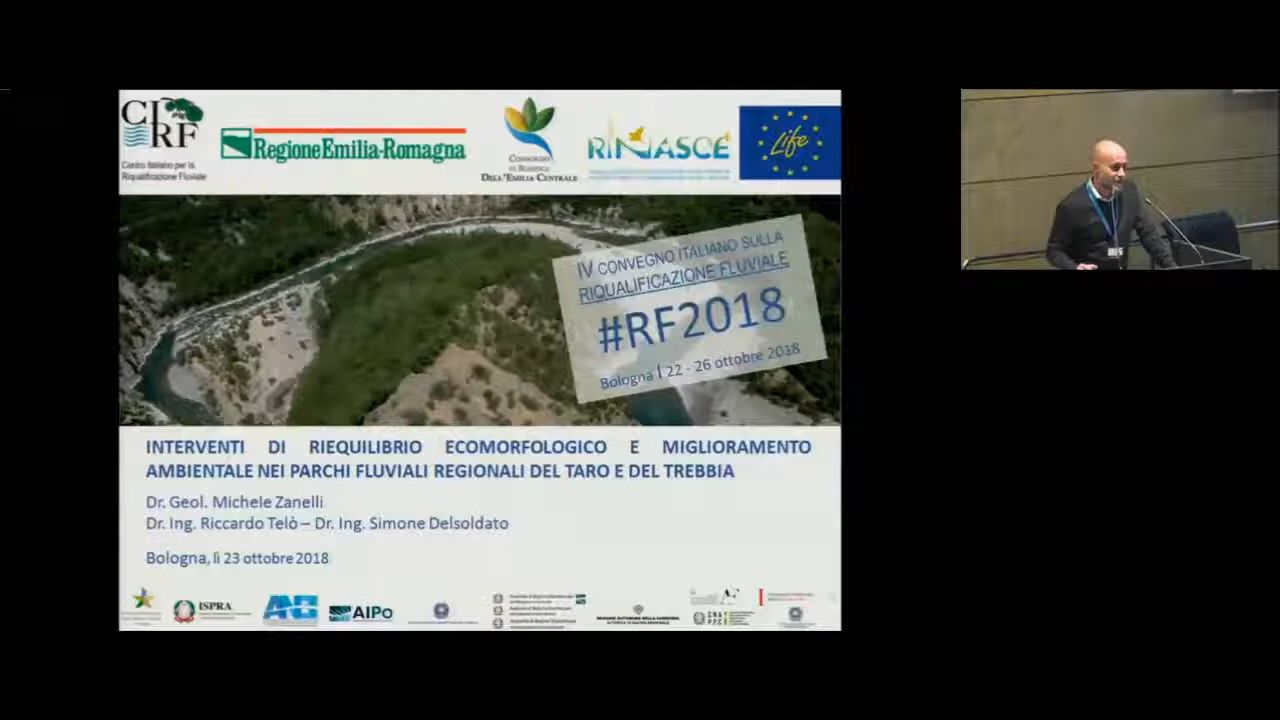 CIRF
Centro Italiano per la
Riqualificazione Fluviale
RegioneEmilia-Romagna
CONSORZIO
DI BONIFICA
DELL'EMILIA CENTRALE
RINASCE
Life
IV CONVEGNO ITALIANO SULLA
RIQUALIFICAZIONE FLUVIALE
#RF2018
Bologna | 22 - 26 ottobre 2018
INTERVENTI DI RIEQUILIBRIO ECOMORFOLOGICO E MIGLIORAMENTO
AMBIENTALE NEI PARCHI FLUVIALI REGIONALI DEL TARO E DEL TREBBIA
Dr. Geol. Michele Zanelli
Dr. Ing. Riccardo Telò – Dr. Ing. Simone Delsoldato
Bologna, lì 23 ottobre 2018
ISPRA
ANBI
AIPo